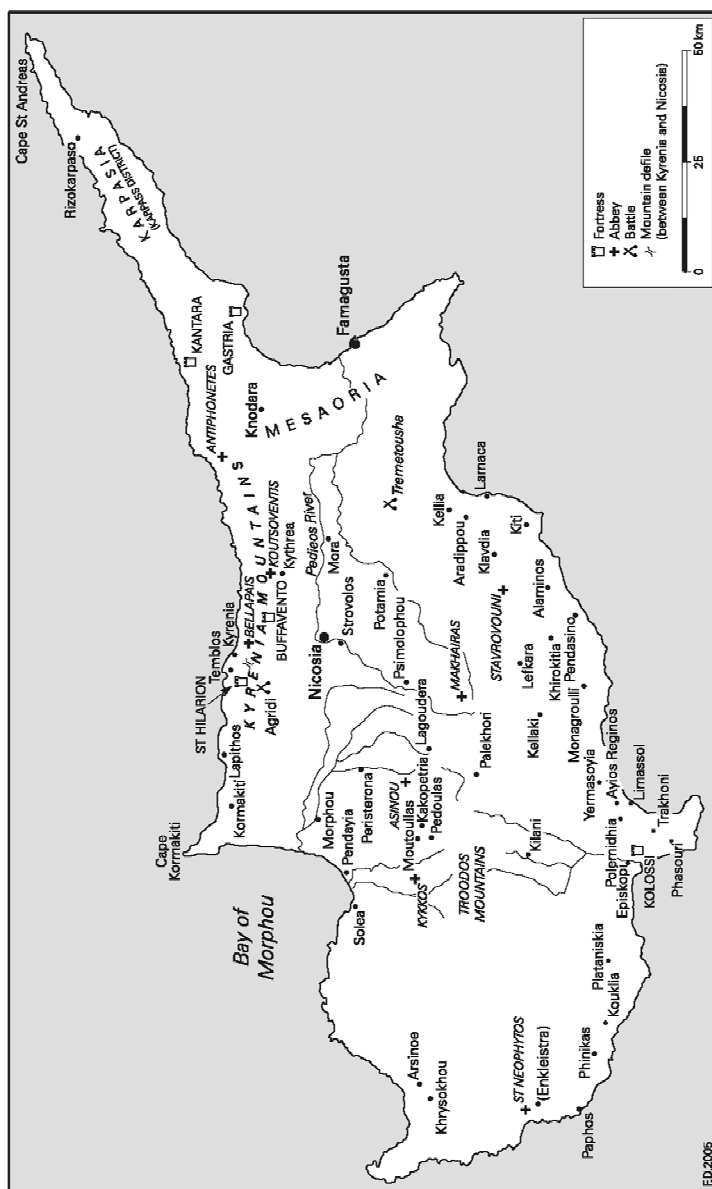 Cape St Andreas
Rizokarpaso
KARPASIA
(KARPASS DISTRICT)
KANTARA
GASTRIA
ANTIPHONETES
Knodara
Famagusta
MESAORIA
KYRENIA MOUNTAINS
KOUTSOVENTIS
Kythrea
BUFFAVENTO
BELLAPAIS
Kyrenia
Temblos
ST HILARION
Agridi
Lapithos
Kormakiti
Cape
Kormakiti
Pedieos River
Mora
Strovolos
Nicosia
Tremetousha
Potamia
Psimolophou
Kellia
Aradippou
Larnaca
Klavdia
Kiti
STAVROVOUNI
Alaminos
MAKHAIRAS
Lefkara
Khirokitia
Pendasino
Lagoudera
Palekhori
Kellaki
Monagroulli
Morphou
Peristerona
Pendayia
ASINOU
Moutoullas
Kakopetria
Pedoulas
KYKKOS
Solea
Bay of
Morphou
TROODOS
MOUNTAINS
Kilani
Yermasoyia
Ayios Reginos
Limassol
Polemidhia
Trakhoni
Episkopi
KOLOSSI
Phasouri
Plataniskia
Kouklia
Phinikas
Paphos
Arsinoe
Khrysokhou
ST NEOPHYTOS
(Enkleistra)
Fortress
Abbey
Battle
Mountain defile
(between Kyrenia and Nicosia)
0 25 50 km
F.D.2005